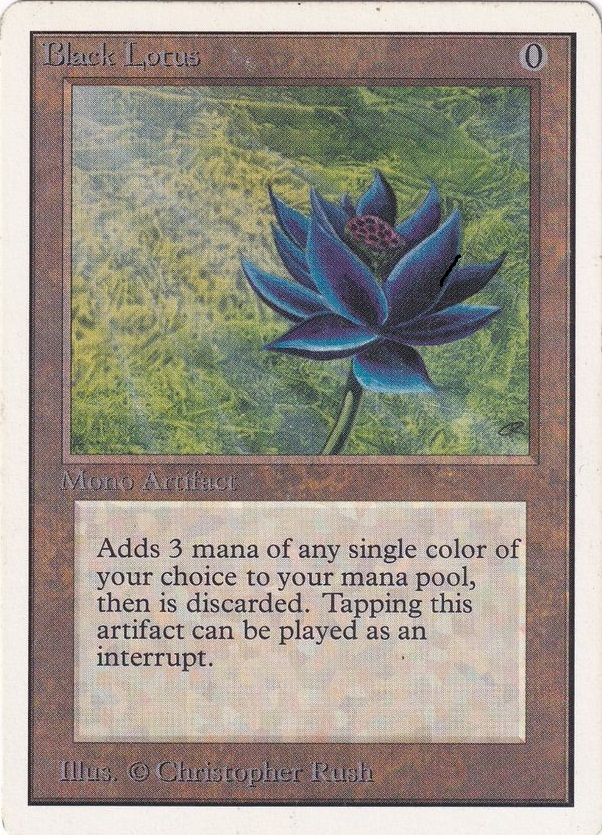 Black Lotus 0
Mono Artifact
Adds 3 mana of any single color of
your choice to your mana pool,
then is discarded. Tapping this
artifact can be played as an
interrupt.
Illus. © Christopher Rush